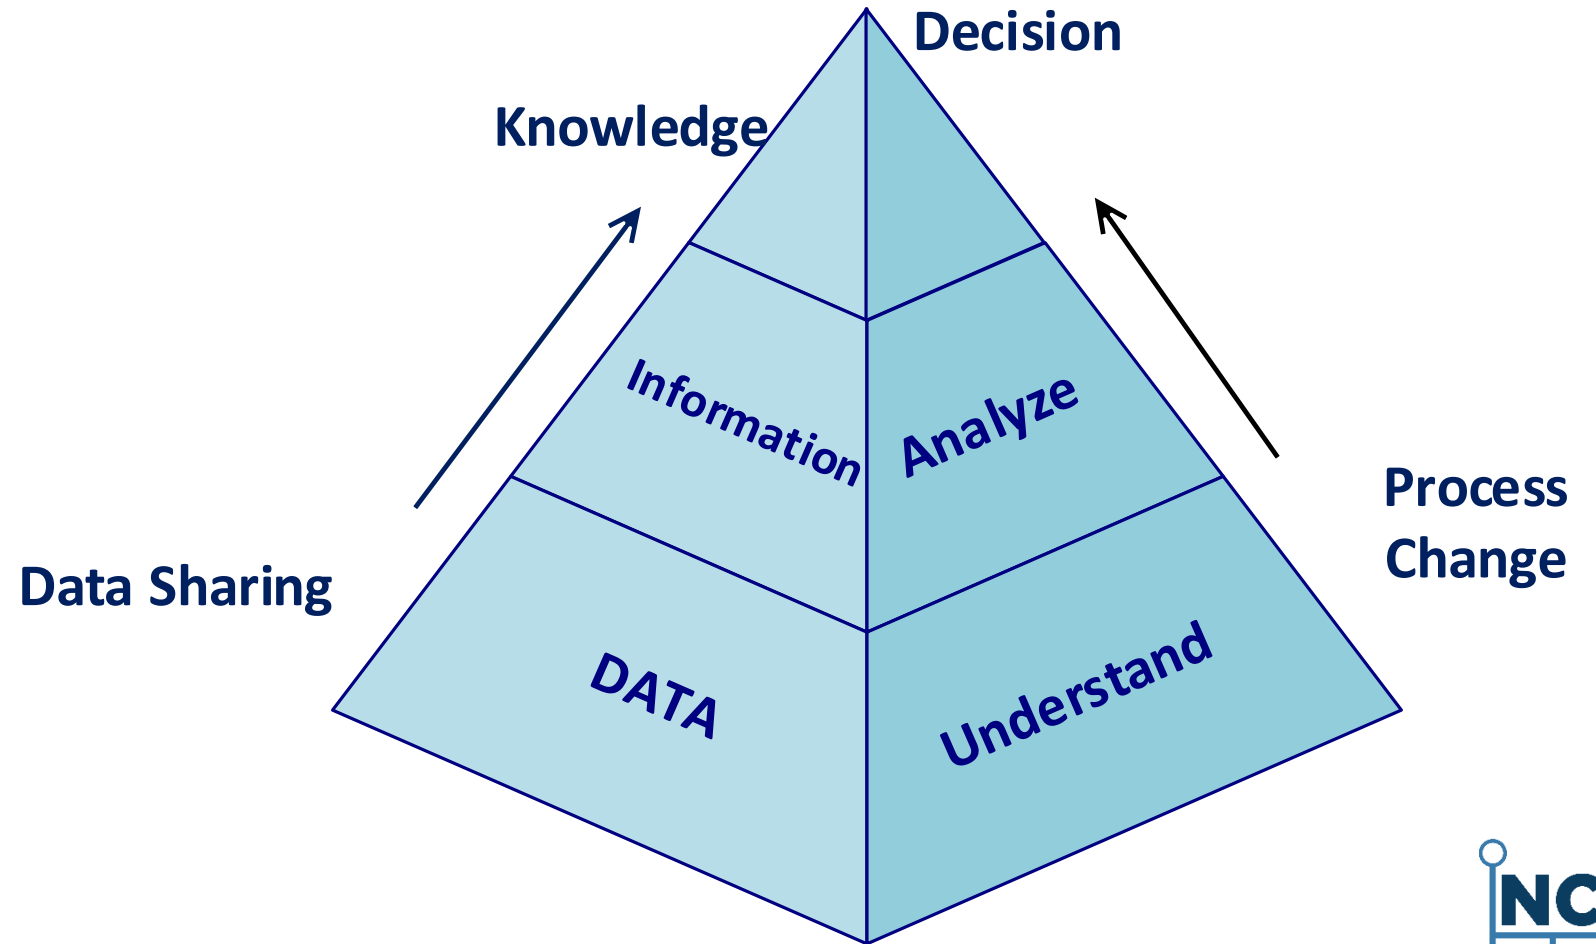 Decision
Knowledge
Information
Analyze
Process
Change
Data Sharing
DATA
Understand
NC